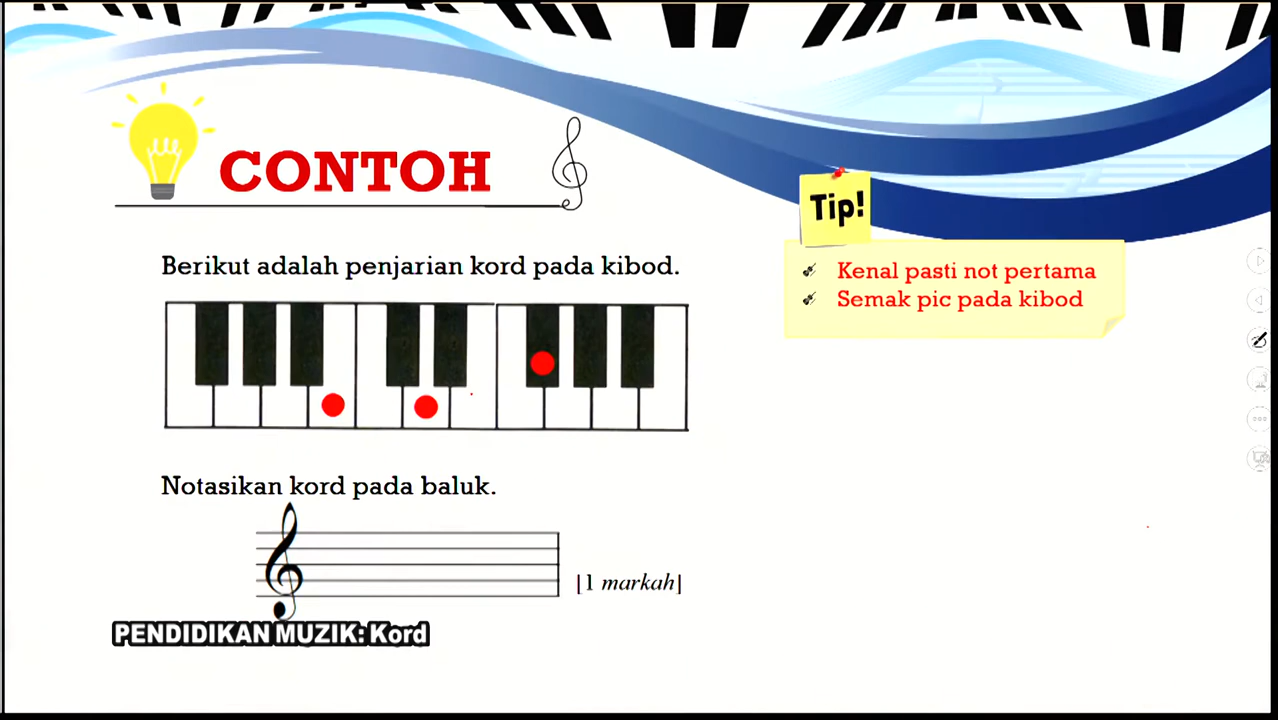 CONTOH
Tip!
Kenal pasti not pertama
Semak pic pada kibod
Berikut adalah penjarian kord pada kibod.
Notasikan kord pada baluk.
[1 markah]
PENDIDIKAN MUZIK: Kord